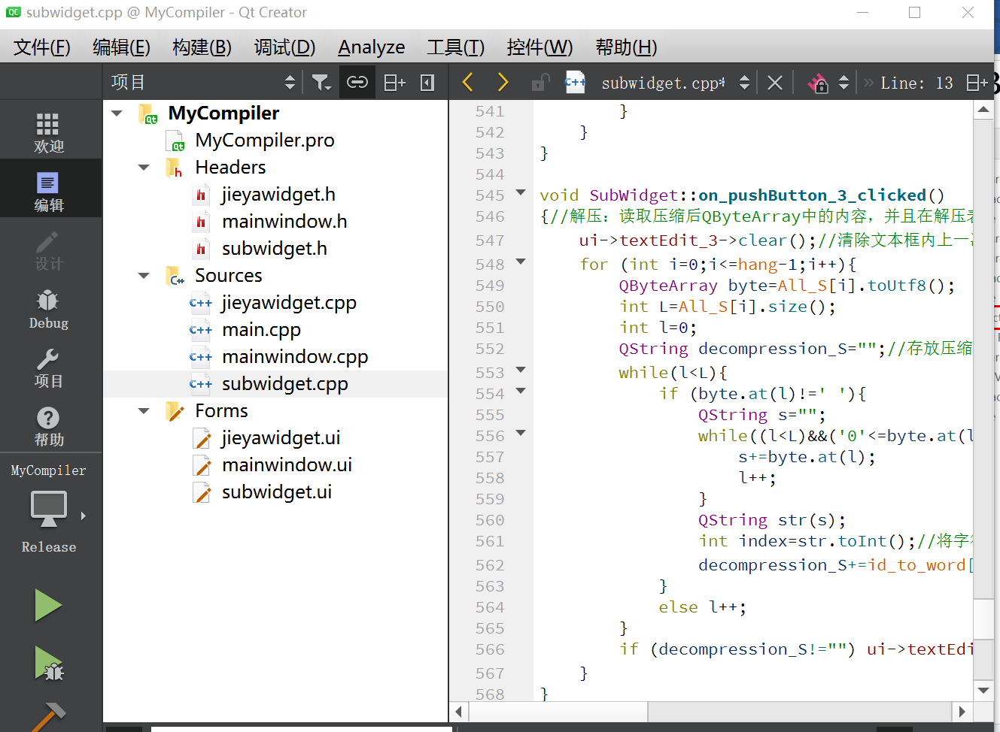 subwidget.cpp @ MyCompiler - Qt Creator
文件(F) 编辑(E) 构建(B) 调试(D) Analyze 工具(T) 控件(W) 帮助(H)
项目
subwidget.cpp* Line: 13
欢迎
编辑
设计
Debug
项目
帮助
MyCompiler
Release
MyCompiler
MyCompiler.pro
Headers
jieyawidget.h
mainwindow.h
subwidget.h
Sources
jieyawidget.cpp
main.cpp
mainwindow.cpp
subwidget.cpp
Forms
jieyawidget.ui
mainwindow.ui
subwidget.ui
541 }
542 }
543 }
544
545 void SubWidget::on_pushButton_3_clicked()
546 {//解压: 读取压缩后QByteArray中的内容，并且在解压表
547 ui->textEdit_3->clear();//清除文本框内上一
548 for (int i=0;i<=hang-1;i++){
549 QByteArray byte=All_S[i].toUtf8();
550 int L=All_S[i].size();
551 int l=0;
552 QString decompression_S="";//存放压缩
553 while(l<L){
554 if (byte.at(l)!=' '){
555 QString s="";
556 while((l<L)&&('0'<=byte.at(l
557 s+=byte.at(l);
558 l++;
559 }
560 QString str(s);
561 int index=str.toInt();//将字符
562 decompression_S+=id_to_word[
563 }
564 else l++;
565 }
566 if (decompression_S!="") ui->textEdi
567 }
568 }